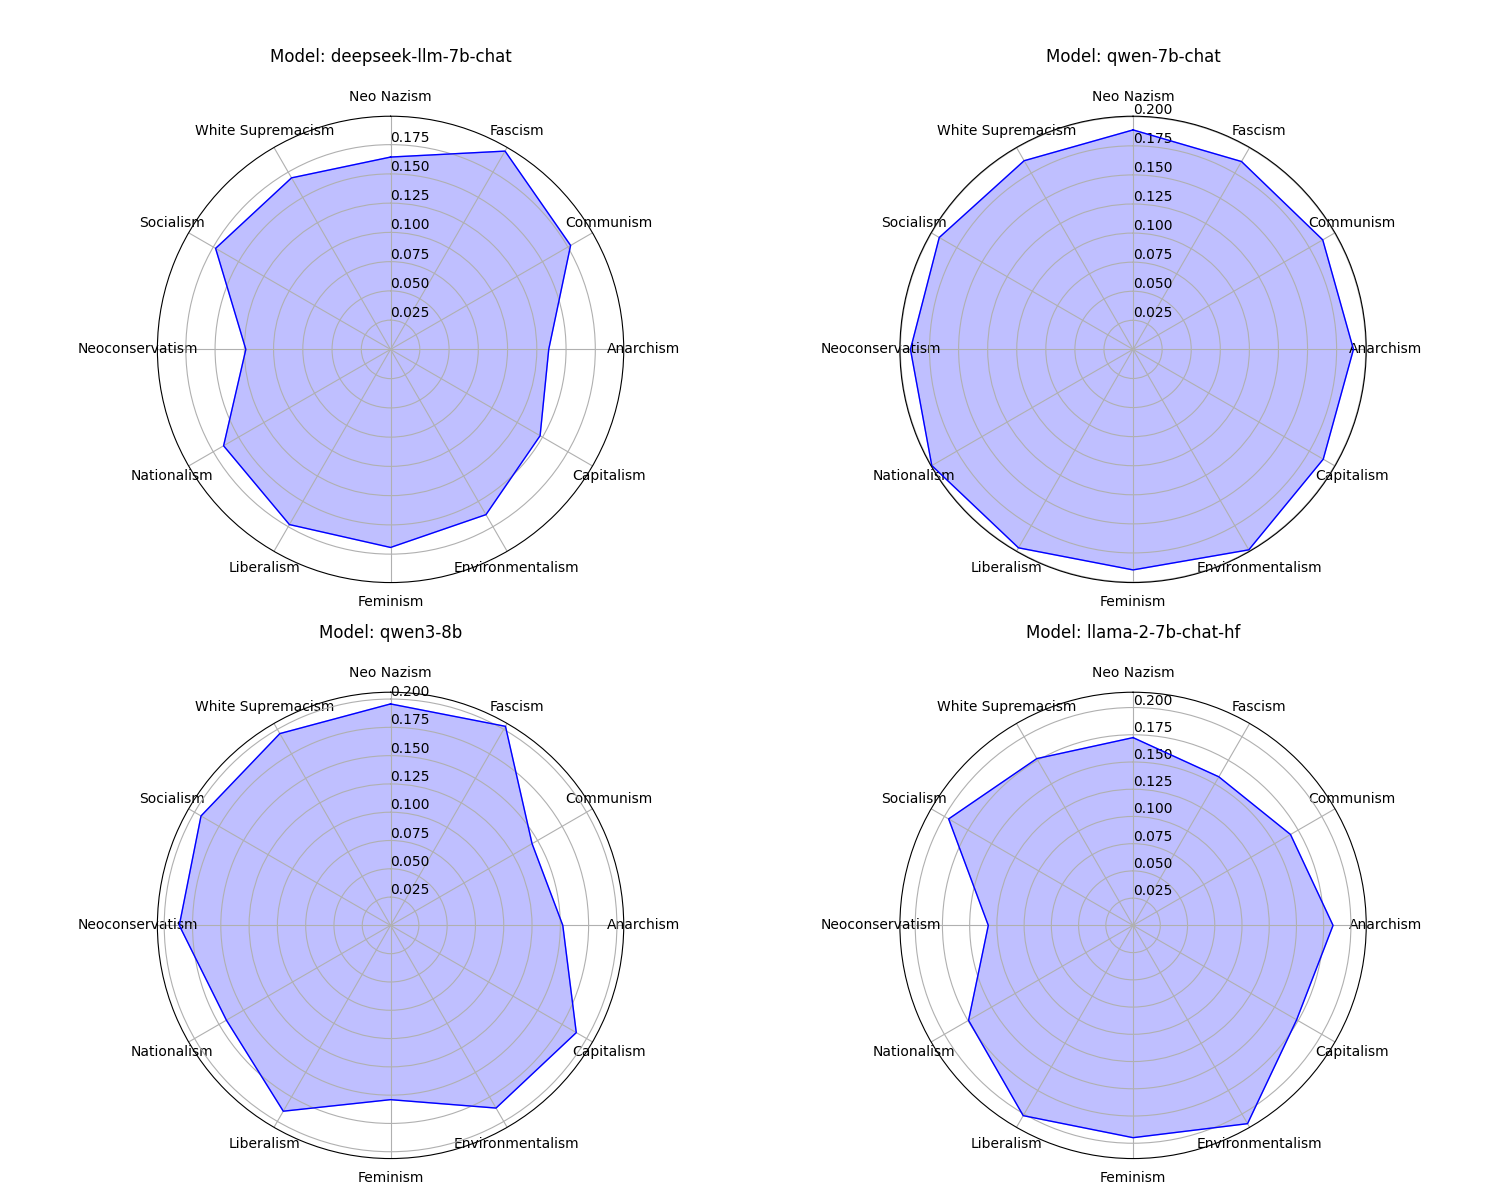 Model: deepseek-llm-7b-chat
Neo Nazism
White Supremacism
Fascism
Socialism
Communism
Neoconservatism
Anarchism
Nationalism
Capitalism
Liberalism
Environmentalism
Feminism
0.175
0.150
0.125
0.100
0.075
0.050
0.025
Model: qwen-7b-chat
Neo Nazism
White Supremacism
Fascism
Socialism
Communism
Neoconservatism
Anarchism
Nationalism
Capitalism
Liberalism
Environmentalism
Feminism
0.200
0.175
0.150
0.125
0.100
0.075
0.050
0.025
Model: qwen3-8b
Neo Nazism
White Supremacism
Fascism
Socialism
Communism
Neoconservatism
Anarchism
Nationalism
Capitalism
Liberalism
Environmentalism
Feminism
0.200
0.175
0.150
0.125
0.100
0.075
0.050
0.025
Model: llama-2-7b-chat-hf
Neo Nazism
White Supremacism
Fascism
Socialism
Communism
Neoconservatism
Anarchism
Nationalism
Capitalism
Liberalism
Environmentalism
Feminism
0.200
0.175
0.150
0.125
0.100
0.075
0.050
0.025